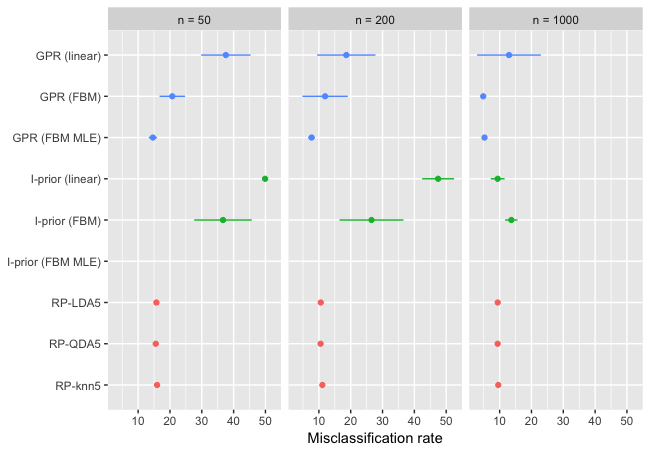 n = 50 n = 200 n = 1000
GPR (linear)
GPR (FBM)
GPR (FBM MLE)
I-prior (linear)
I-prior (FBM)
I-prior (FBM MLE)
RP-LDA5
RP-QDA5
RP-knn5
10 20 30 40 50 10 20 30 40 50 10 20 30 40 50
Misclassification rate